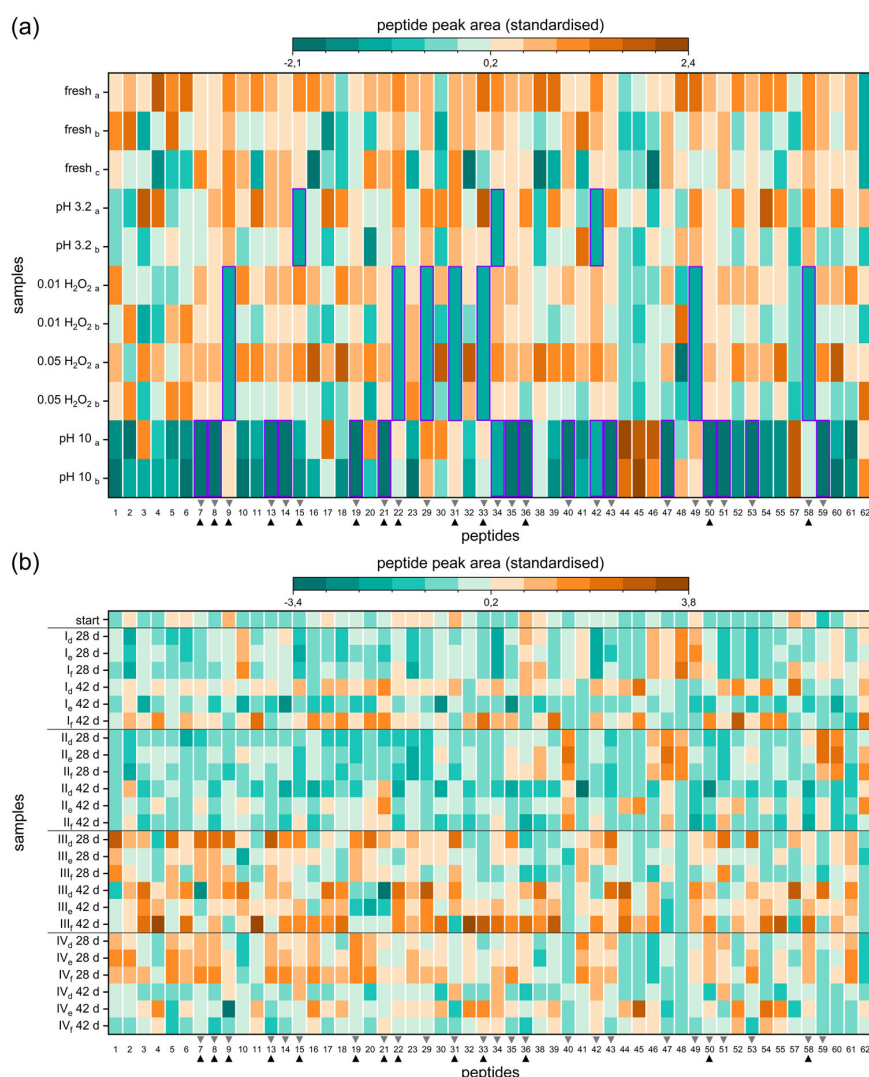 (a)
peptide peak area (standardised)
-2,1 0,2 2,4
samples
fresh a
fresh b
fresh c
pH 3.2 a
pH 3.2 b
0.01 H₂O₂ a
0.01 H₂O₂ b
0.05 H₂O₂ a
0.05 H₂O₂ b
pH 10 a
pH 10 b
1 2 3 4 5 6 7 8 9 10 11 13 14 15 16 17 18 19 20 21 22 23 29 30 31 32 33 34 35 36 38 39 40 41 42 43 44 45 46 47 48 49 50 51 52 53 54 55 57 58 59 60 61 62
peptides
(b)
peptide peak area (standardised)
-3,4 0,2 3,8
samples
start
Id 28 d
Ie 28 d
If 28 d
Id 42 d
Ie 42 d
If 42 d
IId 28 d
IIe 28 d
IIf 28 d
IId 42 d
IIe 42 d
IIf 42 d
IIId 28 d
IIIe 28 d
IIIf 28 d
IIId 42 d
IIIe 42 d
IIIf 42 d
IVd 28 d
IVe 28 d
IVf 28 d
IVd 42 d
IVe 42 d
IVf 42 d
1 2 3 4 5 6 7 8 9 10 11 13 14 15 16 17 18 19 20 21 22 23 29 30 31 32 33 34 35 36 38 39 40 41 42 43 44 45 46 47 48 49 50 51 52 53 54 55 57 58 59 60 61 62
peptides